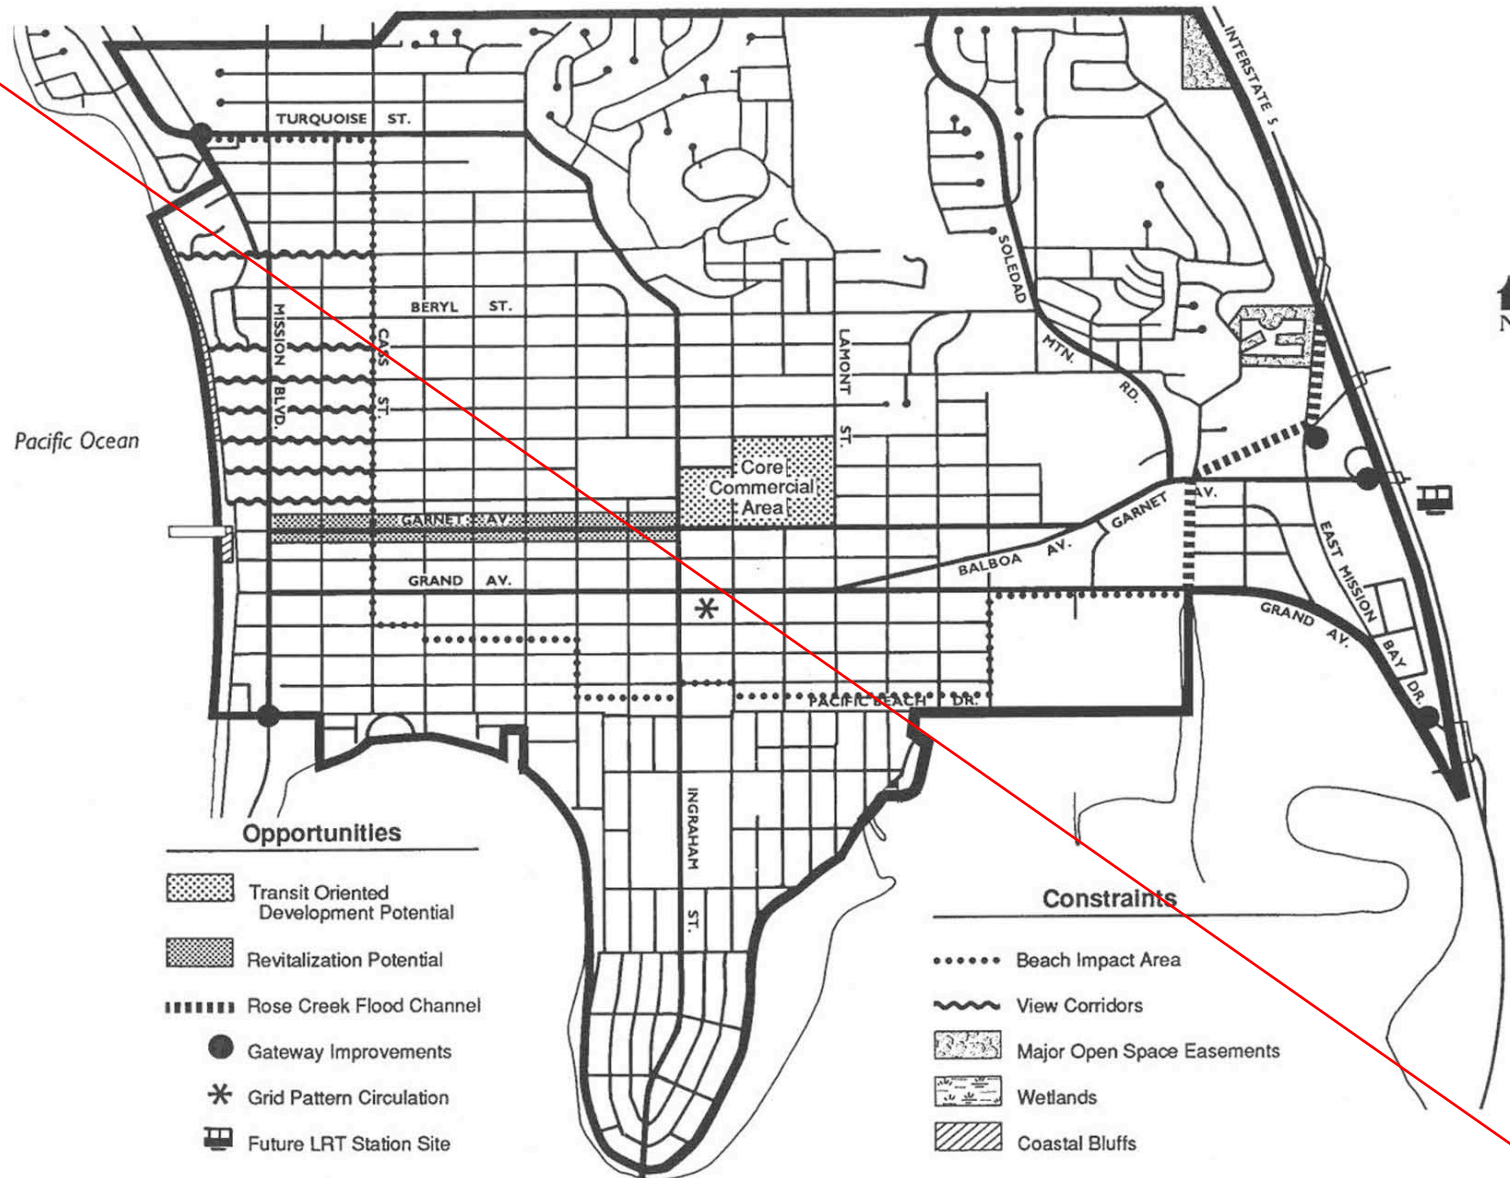 INTERSTATE 5
TURQUOISE ST.
SOLEDAD
MTN.
RD.
BERYL ST.
MISSION BLVD.
CASS ST.
LAMONT ST.
N
Pacific Ocean
Core
Commercial
Area
GARNET AV.
GARNET AV.
BALBOA AV.
EAST MISSION
BAY
DR.
GRAND AV.
GRAND AV.
PACIFIC BEACH DR.
INGRAHAM
ST.
Opportunities
Transit Oriented
Development Potential
Revitalization Potential
Rose Creek Flood Channel
Gateway Improvements
Grid Pattern Circulation
Future LRT Station Site
Constraints
Beach Impact Area
View Corridors
Major Open Space Easements
Wetlands
Coastal Bluffs